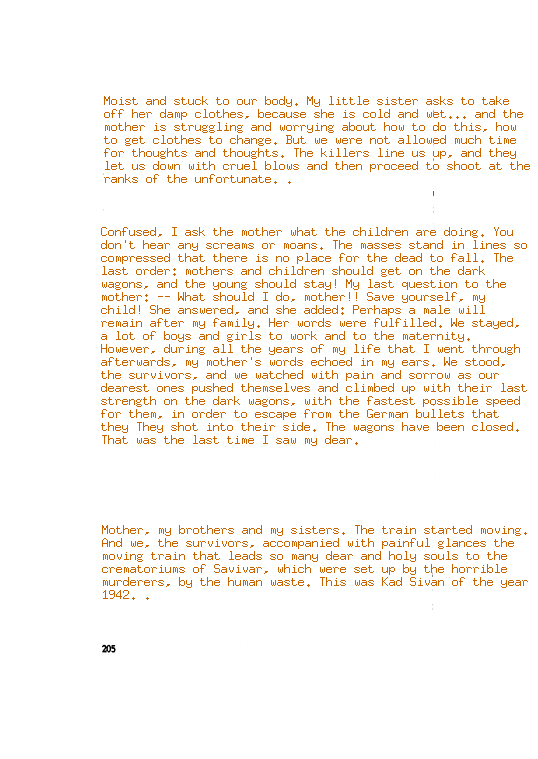 Moist and stuck to our body. My little sister asks to take
off her damp clothes, because she is cold and wet... and the
mother is struggling and worrying about how to do this, how
to get clothes to change. But we were not allowed much time
for thoughts and thoughts. The killers line us up, and they
let us down with cruel blows and then proceed to shoot at the
ranks of the unfortunate. .
Confused, I ask the mother what the children are doing. You
don't hear any screams or moans. The masses stand in lines so
compressed that there is no place for the dead to fall. The
last order: mothers and children should get on the dark
wagons, and the young should stay! My last question to the
mother: -- What should I do, mother!! Save yourself, my
child! She answered, and she added: Perhaps a male will
remain after my family. Her words were fulfilled. We stayed,
a lot of boys and girls to work and to the maternity.
However, during all the years of my life that I went through
afterwards, my mother's words echoed in my ears. We stood,
the survivors, and we watched with pain and sorrow as our
dearest ones pushed themselves and climbed up with their last
strength on the dark wagons, with the fastest possible speed
for them, in order to escape from the German bullets that
they They shot into their side. The wagons have been closed.
That was the last time I saw my dear.
Mother, my brothers and my sisters. The train started moving.
And we, the survivors, accompanied with painful glances the
moving train that leads so many dear and holy souls to the
crematoriums of Savivar, which were set up by the horrible
murderers, by the human waste. This was Kad Sivan of the year
1942. .
205